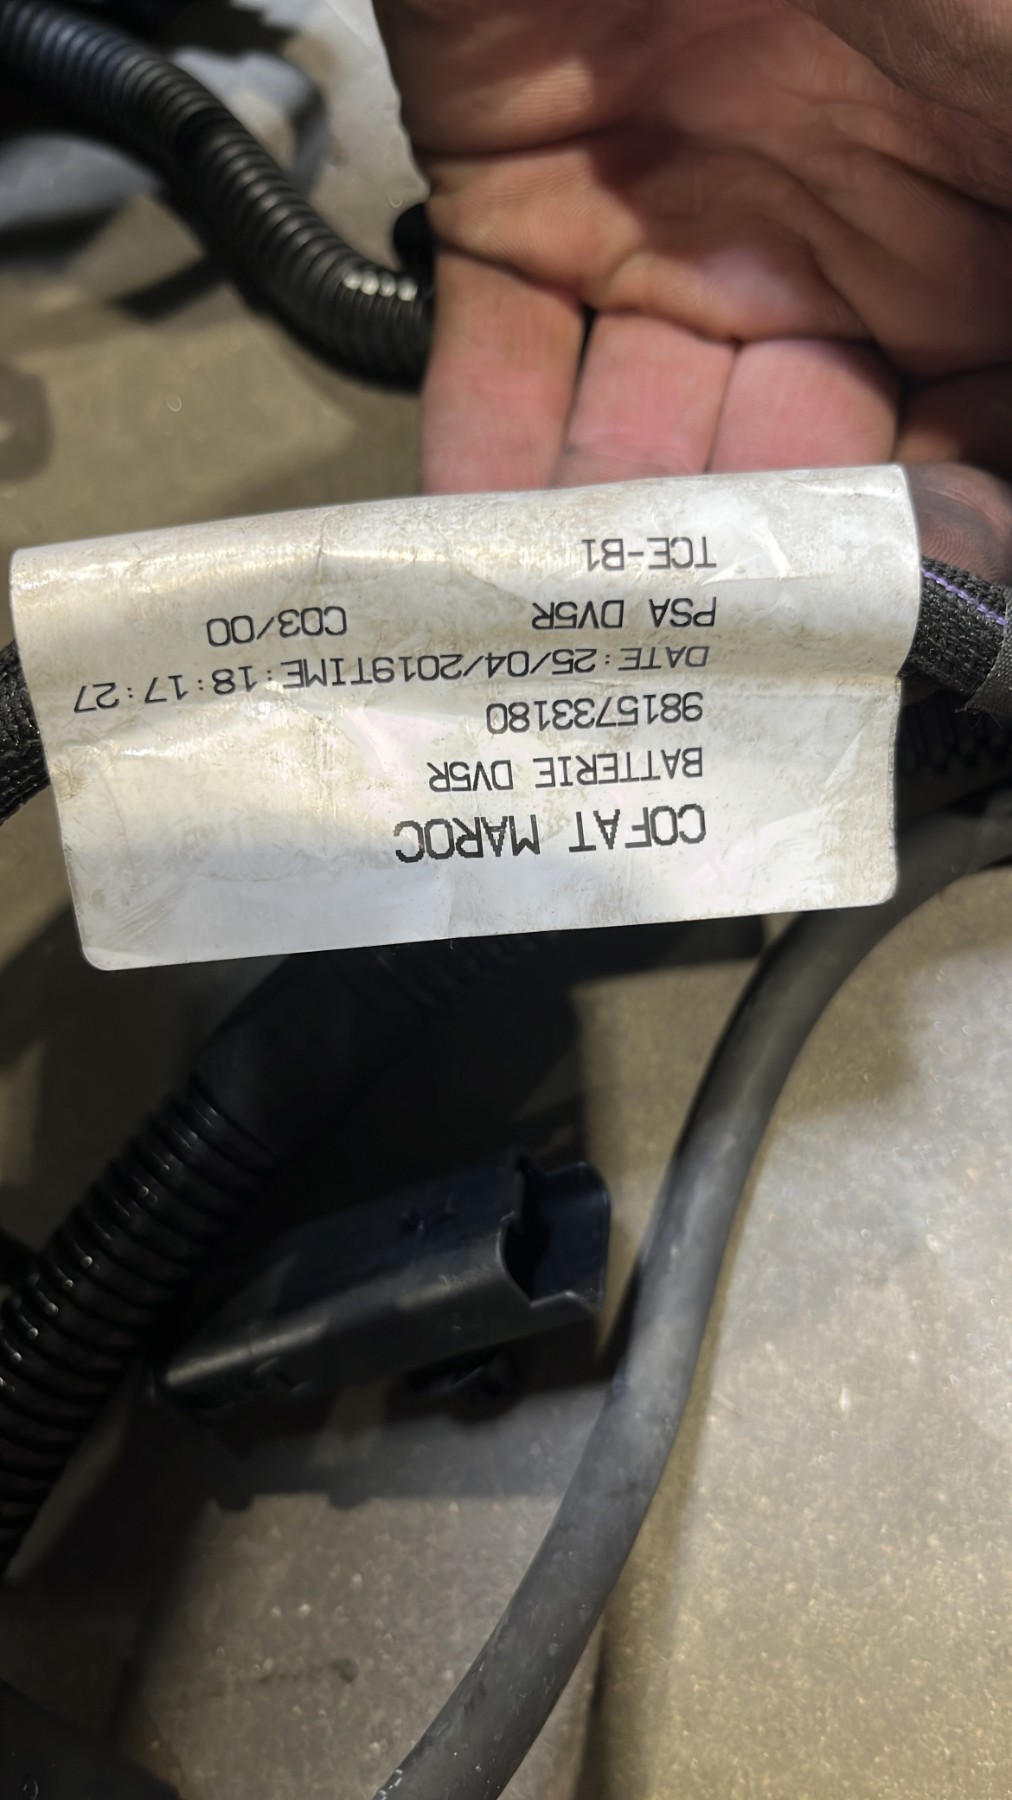 COFAT MAROC
BATTERIE DV5R
9815733180
DATE:25/04/2019TIME:18:17:27
PSA DV5R C03/00
TCE-B1